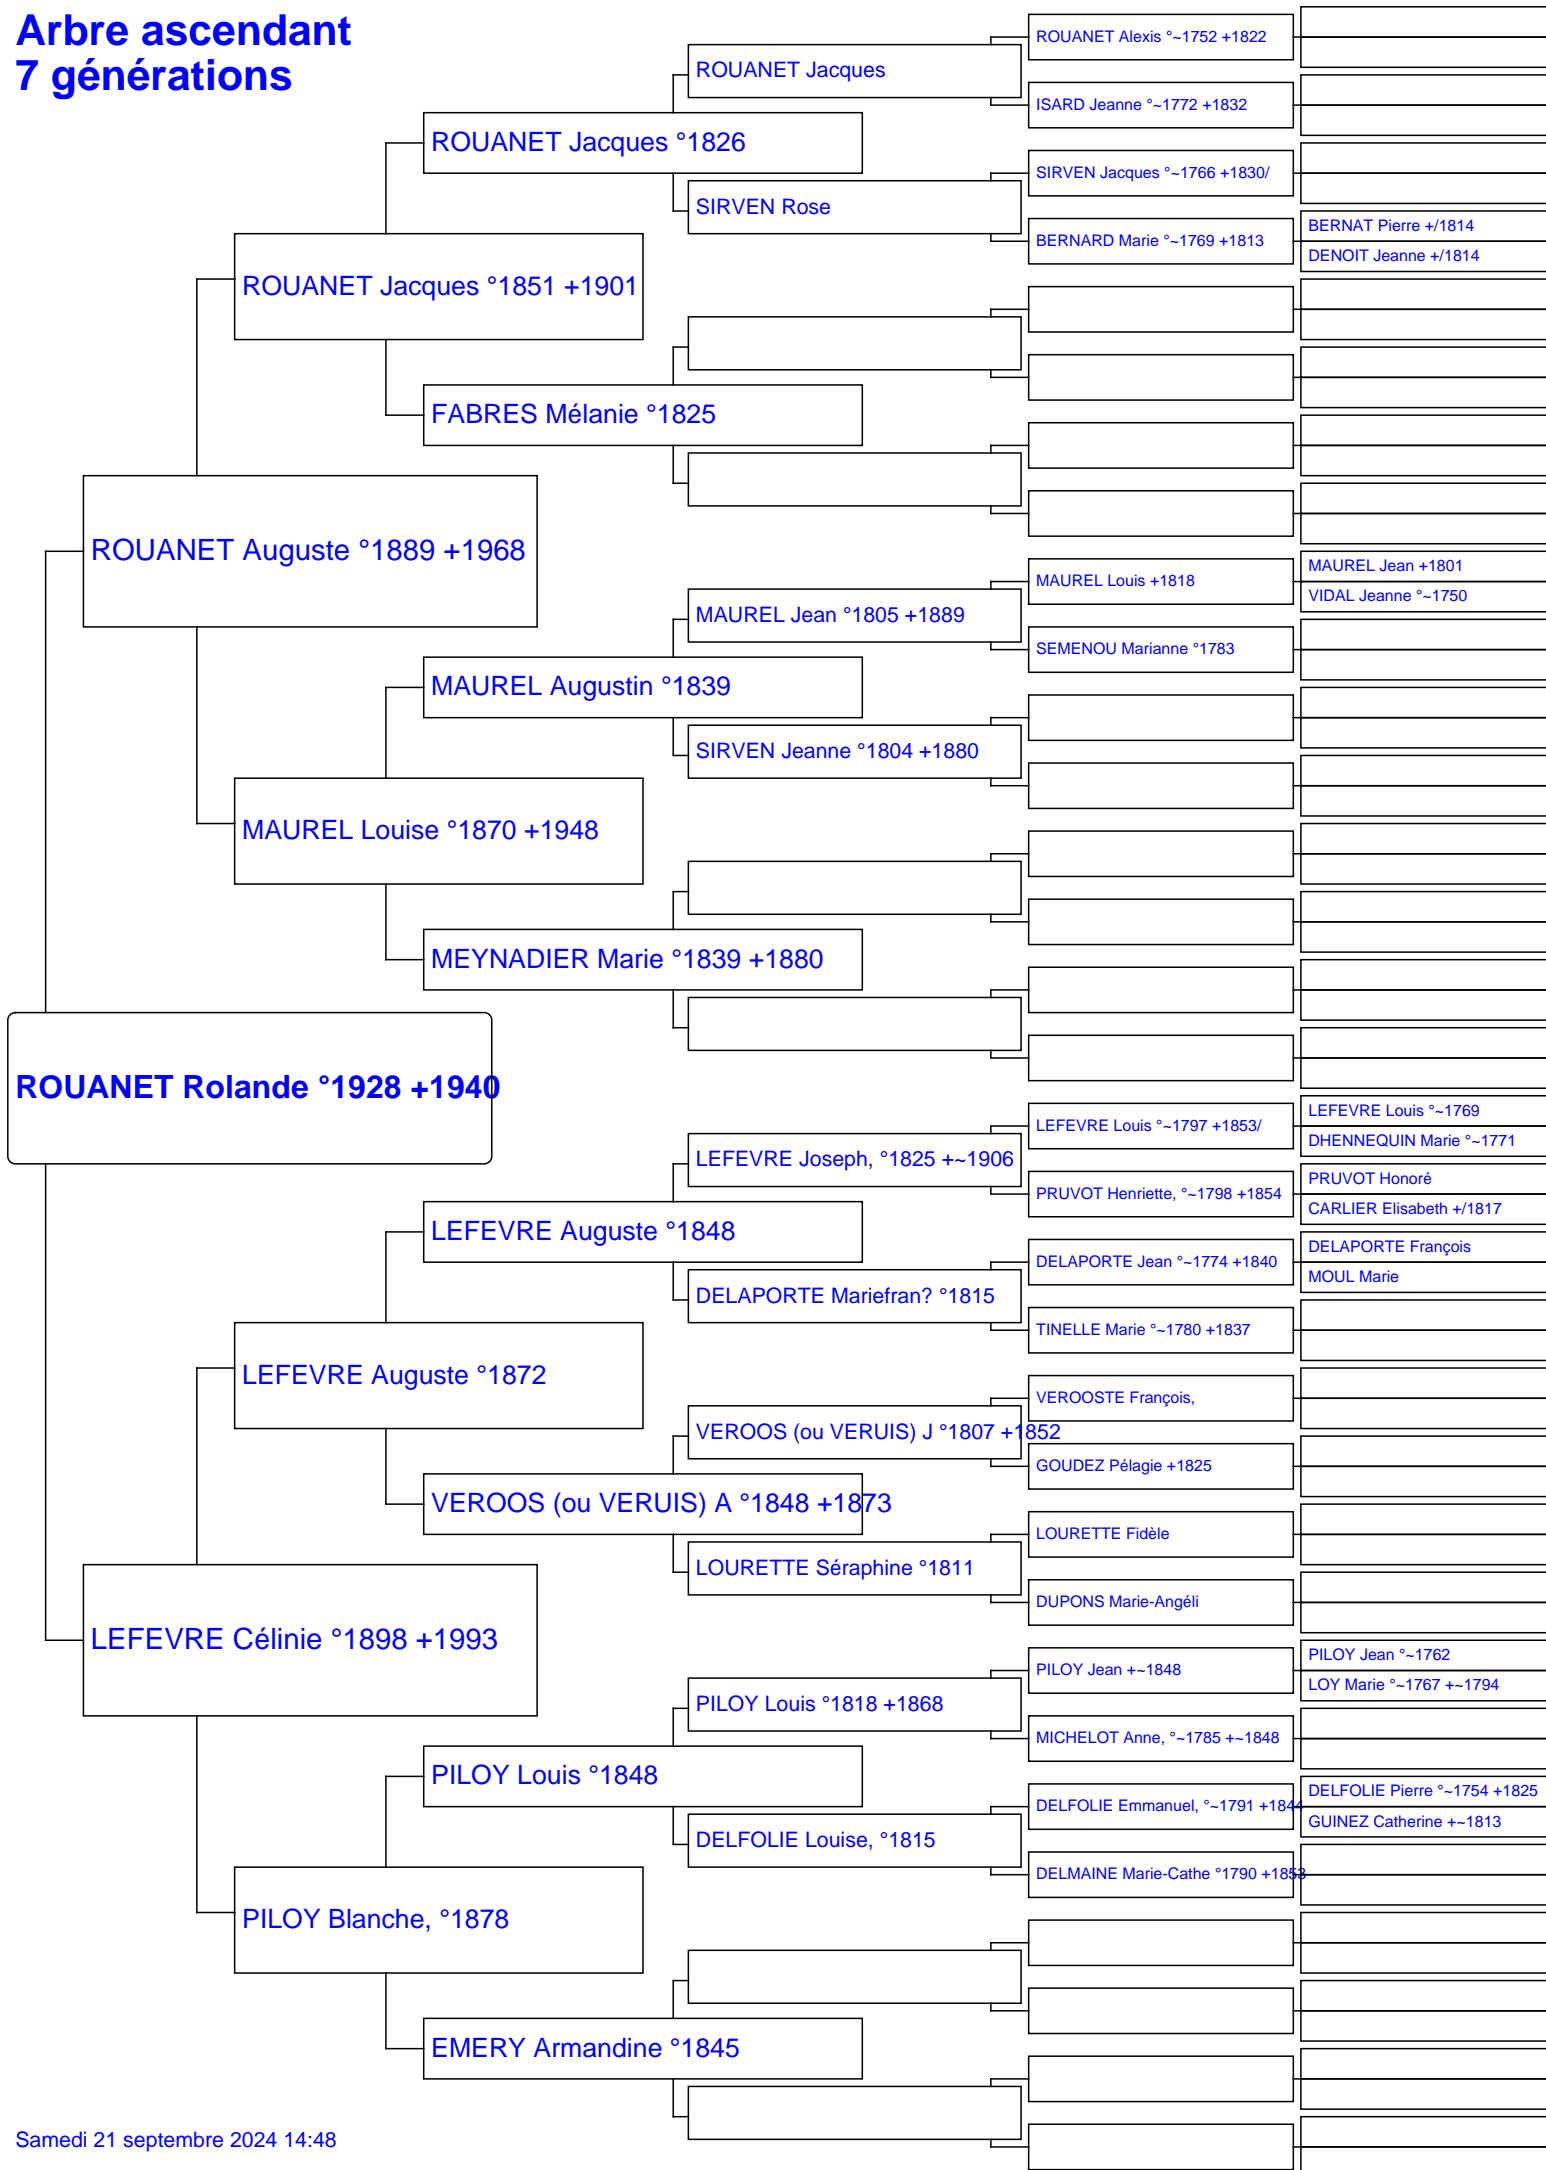 Arbre ascendant
7 générations
ROUANET Alexis °~1752 +1822
ROUANET Jacques
ISARD Jeanne °~1772 +1832
ROUANET Jacques °1826
SIRVEN Jacques °~1766 +1830/
SIRVEN Rose
BERNAT Pierre +/1814
BERNARD Marie °~1769 +1813
DENOIT Jeanne +/1814
ROUANET Jacques °1851 +1901
FABRES Mélanie °1825
ROUANET Auguste °1889 +1968
MAUREL Jean +1801
MAUREL Louis +1818
VIDAL Jeanne °~1750
MAUREL Jean °1805 +1889
SEMENOU Marianne °1783
MAUREL Augustin °1839
SIRVEN Jeanne °1804 +1880
MAUREL Louise °1870 +1948
MEYNADIER Marie °1839 +1880
ROUANET Rolande °1928 +1940
LEFEVRE Louis °~1769
LEFEVRE Louis °~1797 +1853/
DHENNEQUIN Marie °~1771
LEFEVRE Joseph, °1825 +~1906
PRUVOT Honoré
PRUVOT Henriette, °~1798 +1854
CARLIER Elisabeth +/1817
LEFEVRE Auguste °1848
DELAPORTE François
DELAPORTE Jean °~1774 +1840
MOUL Marie
DELAPORTE Mariefran? °1815
TINELLE Marie °~1780 +1837
LEFEVRE Auguste °1872
VEROOSTE François,
VEROOS (ou VERUIS) J °1807 +1852
GOUDEZ Pélagie +1825
VEROOS (ou VERUIS) A °1848 +1873
LOURETTE Fidèle
LOURETTE Séraphine °1811
DUPONS Marie-Angéli
LEFEVRE Célinie °1898 +1993
PILOY Jean °~1762
PILOY Jean +~1848
LOY Marie °~1767 +~1794
PILOY Louis °1818 +1868
MICHELOT Anne, °~1785 +~1848
PILOY Louis °1848
DELFOLIE Pierre °~1754 +1825
DELFOLIE Emmanuel, °~1791 +1844
GUINEZ Catherine +~1813
DELFOLIE Louise, °1815
DELMAINE Marie-Cathe °1790 +1853
PILOY Blanche, °1878
EMERY Armandine °1845
Samedi 21 septembre 2024 14:48